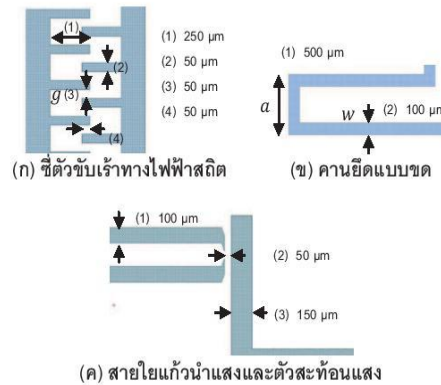 (1)
(2)
g (3)
(4)
(1) 250 µm
(2) 50 µm
(3) 50 µm
(4) 50 µm
(ก) ซี่ตัวขับเร้าทางไฟฟ้าสถิต
(1) 500 µm
a
w
(2) 100 µm
(ข) คานยึดแบบขด
(1) 100 µm
(2) 50 µm
(3) 150 µm
(ค) สายใยแก้วนำแสงและตัวสะท้อนแสง